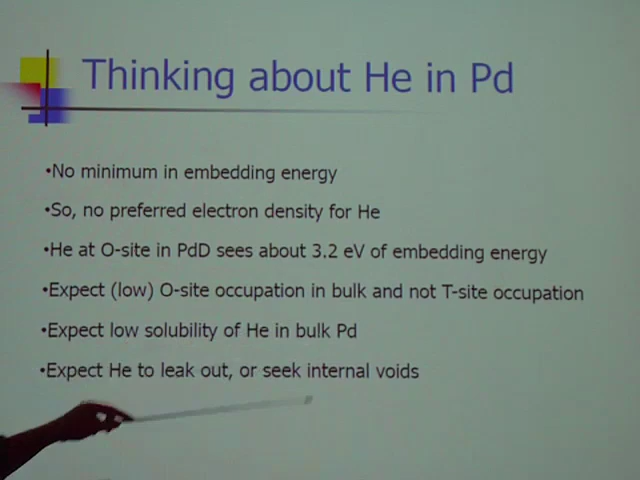 Thinking about He in Pd
•No minimum in embedding energy
•So, no preferred electron density for He
•He at O-site in PdD sees about 3.2 eV of embedding energy
•Expect (low) O-site occupation in bulk and not T-site occupation
•Expect low solubility of He in bulk Pd
•Expect He to leak out, or seek internal voids